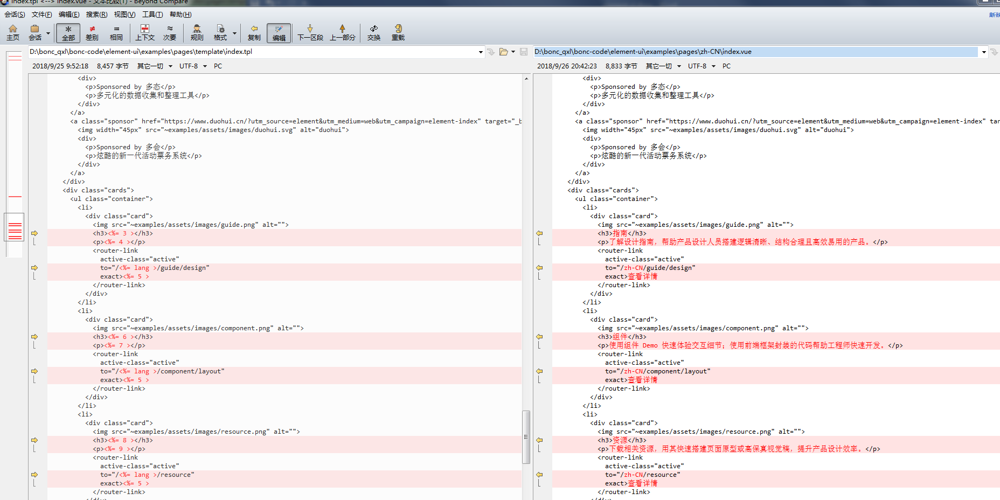 index.tpl <--> index.vue - 文本比较(T) - Beyond Compare
会话(S) 文件(F) 编辑(E) 搜索(R) 视图(V) 工具(T) 帮助(H) 新版
主页 会话 全部 差别 相同 上下文 次要 规则 格式 复制 编辑 下一区段 上一部分 交换 重载
D:\bonc_qxl\bonc-code\element-ui\examples\pages\template\index.tpl
2018/9/25 9:52:18 8,457 字节 其它一切 UTF-8 PC
<div>
<p>Sponsored by 多态</p>
<p>多元化的数据收集和整理工具</p>
</div>
</a>
<a class="sponsor" href="https://www.duohui.cn/?utm_source=element&utm_medium=web&utm_campaign=element-index" target="_b
<img width="45px" src="~examples/assets/images/duohui.svg" alt="duohui">
<div>
<p>Sponsored by 多会</p>
<p>炫酷的新一代活动票务系统</p>
</div>
</a>
</div>
<div class="cards">
<ul class="container">
<li>
<div class="card">
<img src="~examples/assets/images/guide.png" alt="">
<h3><%= 3 ></h3>
<p><%= 4 ></p>
<router-link
active-class="active"
to="/<%= lang >/guide/design"
exact><%= 5 >
</router-link>
</div>
</li>
<li>
<div class="card">
<img src="~examples/assets/images/component.png" alt="">
<h3><%= 6 ></h3>
<p><%= 7 ></p>
<router-link
active-class="active"
to="/<%= lang >/component/layout"
exact><%= 5 >
</router-link>
</div>
</li>
<li>
<div class="card">
<img src="~examples/assets/images/resource.png" alt="">
<h3><%= 8 ></h3>
<p><%= 9 ></p>
<router-link
active-class="active"
to="/<%= lang >/resource"
exact><%= 5 >
</router-link>
</div>
D:\bonc_qxl\bonc-code\element-ui\examples\pages\zh-CN\index.vue
2018/9/26 20:42:23 8,833 字节 其它一切 UTF-8 PC
<div>
<p>Sponsored by 多态</p>
<p>多元化的数据收集和整理工具</p>
</div>
</a>
<a class="sponsor" href="https://www.duohui.cn/?utm_source=element&utm_medium=web&utm_campaign=element-index" tar
<img width="45px" src="~examples/assets/images/duohui.svg" alt="duohui">
<div>
<p>Sponsored by 多会</p>
<p>炫酷的新一代活动票务系统</p>
</div>
</a>
</div>
<div class="cards">
<ul class="container">
<li>
<div class="card">
<img src="~examples/assets/images/guide.png" alt="">
<h3>指南</h3>
<p>了解设计指南，帮助产品设计人员搭建逻辑清晰、结构合理且高效易用的产品。</p>
<router-link
active-class="active"
to="/zh-CN/guide/design"
exact>查看详情
</router-link>
</div>
</li>
<li>
<div class="card">
<img src="~examples/assets/images/component.png" alt="">
<h3>组件</h3>
<p>使用组件 Demo 快速体验交互细节；使用前端框架封装的代码帮助工程师快速开发。</p>
<router-link
active-class="active"
to="/zh-CN/component/layout"
exact>查看详情
</router-link>
</div>
</li>
<li>
<div class="card">
<img src="~examples/assets/images/resource.png" alt="">
<h3>资源</h3>
<p>下载相关资源，用其快速搭建页面原型或高保真视觉稿，提升产品设计效率。</p>
<router-link
active-class="active"
to="/zh-CN/resource"
exact>查看详情
</router-link>
</div>